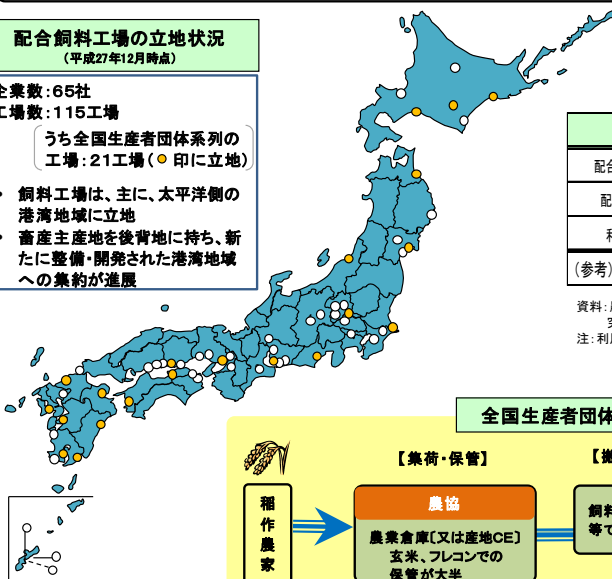 配合飼料工場の立地状況
(平成27年12月時点)
企業数:65社
工場数:115工場
うち全国生産者団体系列の
工場:21工場( 印に立地)
飼料工場は、主に、太平洋側の
港湾地域に立地
畜産主産地を後背地に持ち、新
たに整備・開発された港湾地域
への集約が進展
配合
配
(参考)
資料:
注:利
全国生産者団体
【集荷・保管】
【搬
稲
作
農
家
農協
農業倉庫〔又は産地CE〕
玄米、フレコンでの
保管が大半
飼料
等で